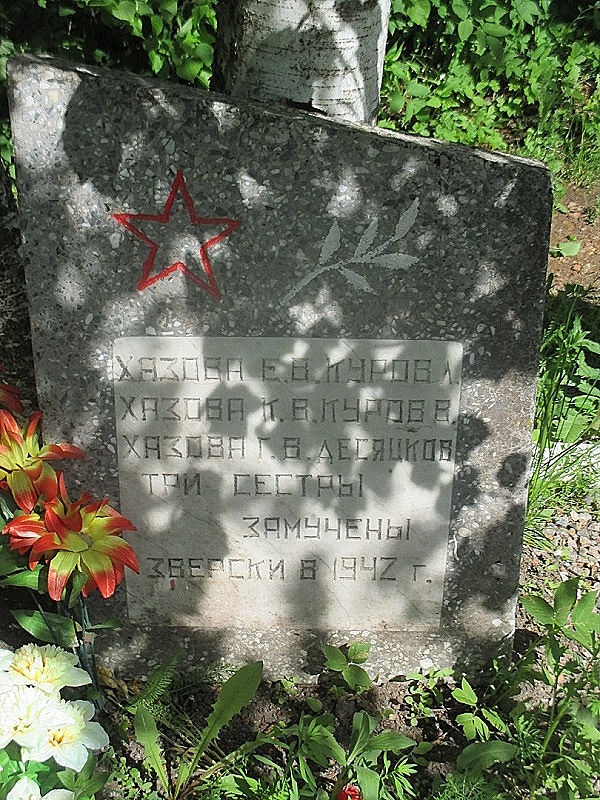 ХАЗОВА Е.В. КУРОВ Л.
ХАЗОВА К.В. КУРОВ В.
ХАЗОВА Г.В. ДЕСЯЦКОВ
ТРИ СЕСТРЫ
ЗАМУЧЕНЫ
ЗВЕРСКИ В 1942 г.